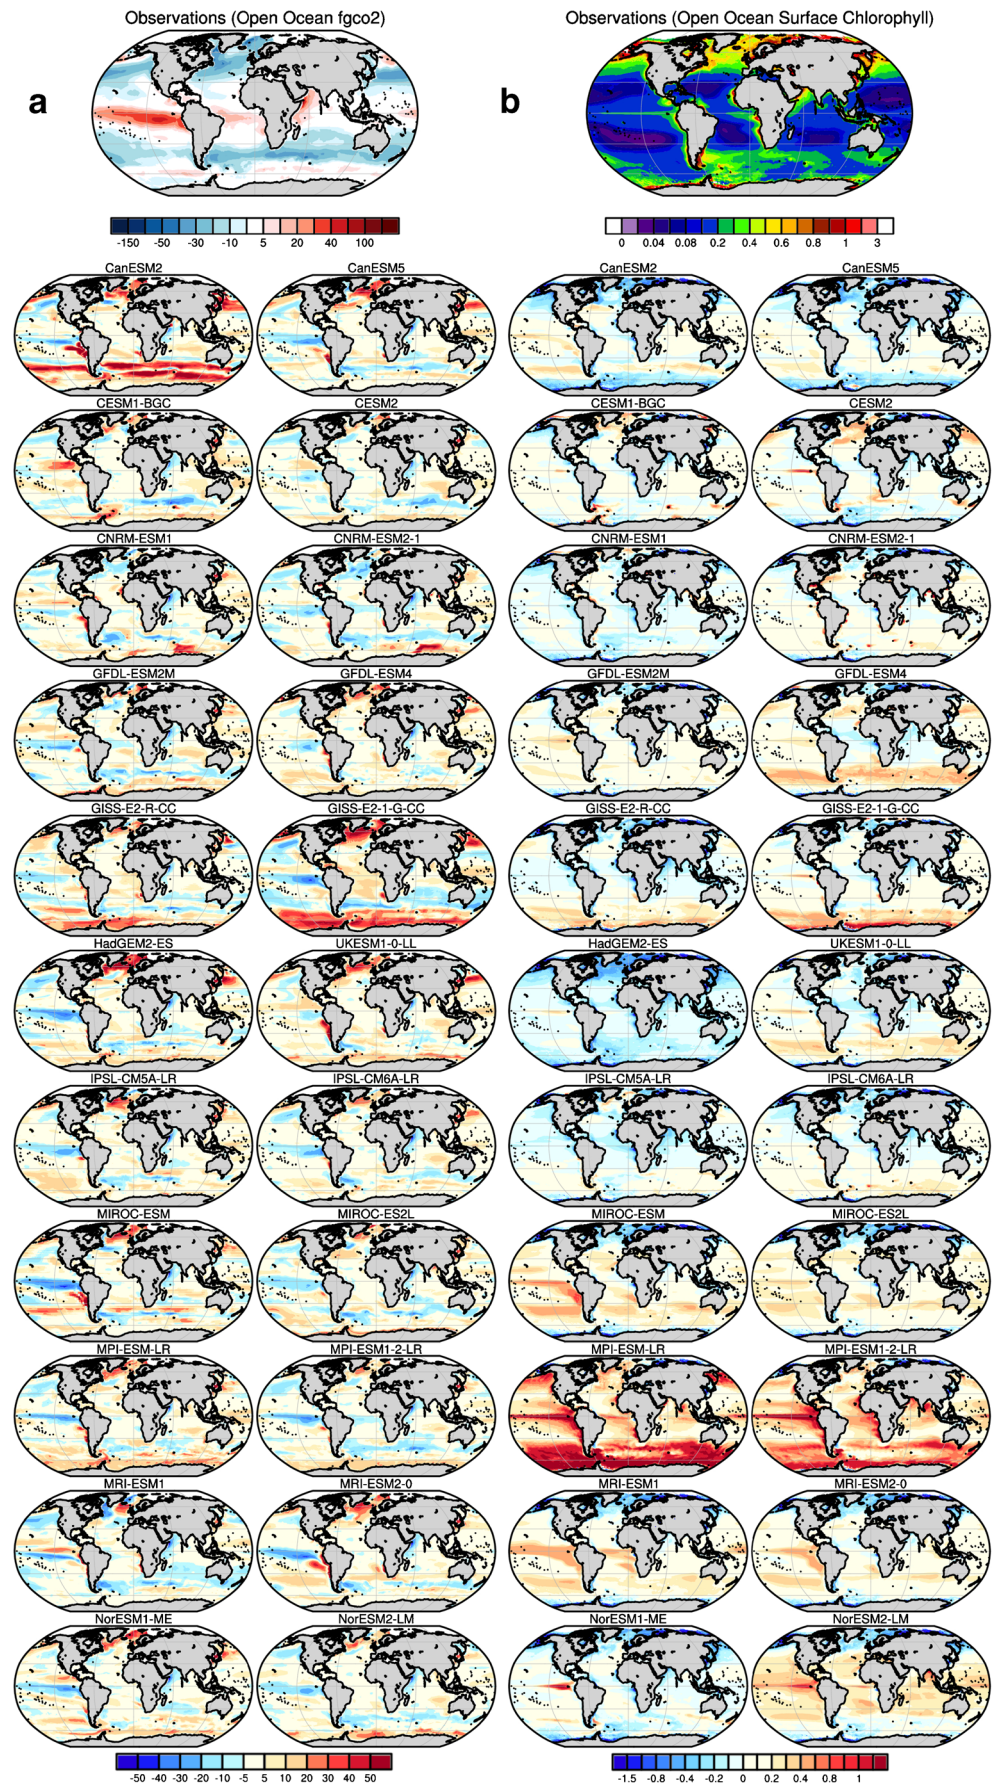 Observations (Open Ocean fgco2)
Observations (Open Ocean Surface Chlorophyll)
a
b
-150 -50 -30 -10 5 20 40 100
0 0.04 0.08 0.2 0.4 0.6 0.8 1 3
CanESM2 CanESM5 CanESM2 CanESM5
CESM1-BGC CESM2 CESM1-BGC CESM2
CNRM-ESM1 CNRM-ESM2-1 CNRM-ESM1 CNRM-ESM2-1
GFDL-ESM2M GFDL-ESM4 GFDL-ESM2M GFDL-ESM4
GISS-E2-R-CC GISS-E2-1-G-CC GISS-E2-R-CC GISS-E2-1-G-CC
HadGEM2-ES UKESM1-0-LL HadGEM2-ES UKESM1-0-LL
IPSL-CM5A-LR IPSL-CM6A-LR IPSL-CM5A-LR IPSL-CM6A-LR
MIROC-ESM MIROC-ES2L MIROC-ESM MIROC-ES2L
MPI-ESM-LR MPI-ESM1-2-LR MPI-ESM-LR MPI-ESM1-2-LR
MRI-ESM1 MRI-ESM2-0 MRI-ESM1 MRI-ESM2-0
NorESM1-ME NorESM2-LM NorESM1-ME NorESM2-LM
-50 -40 -30 -20 -10 -5 5 10 20 30 40 50
-1.5 -0.8 -0.4 -0.2 0 0.2 0.4 0.8 1